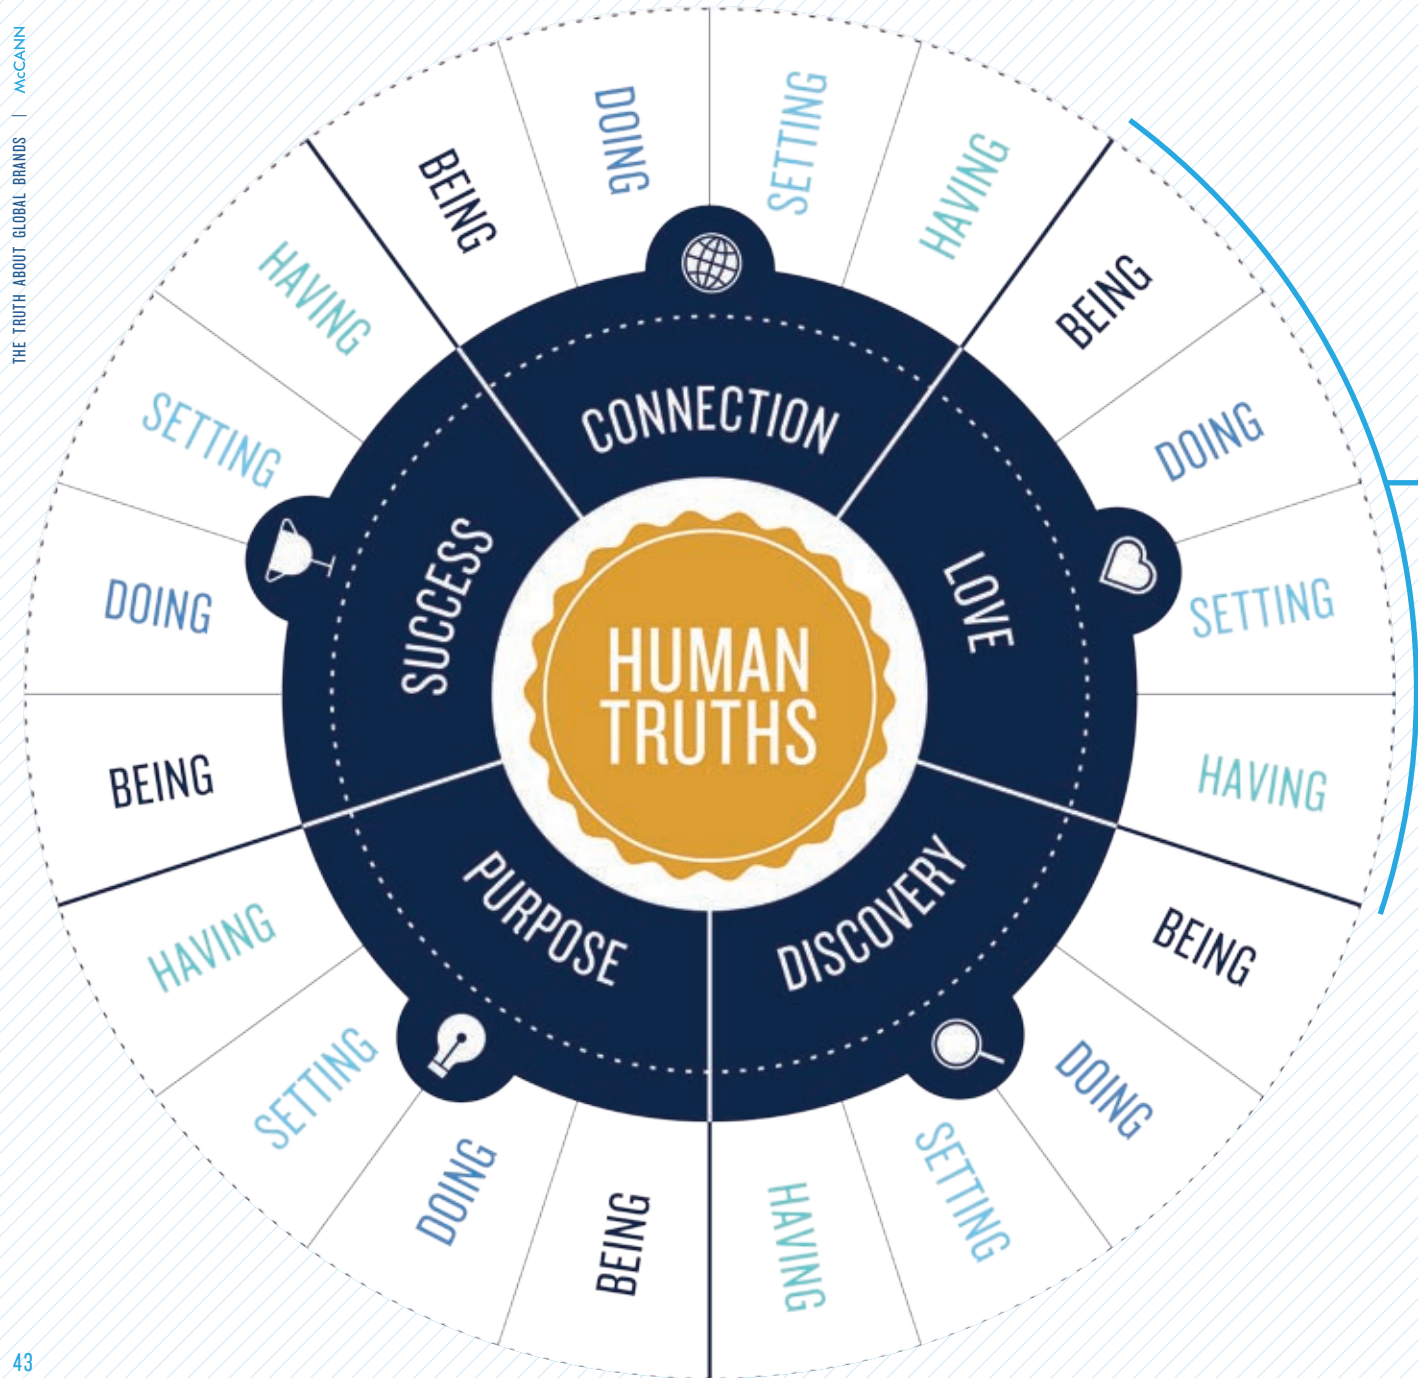 McCANN
THE TRUTH ABOUT GLOBAL BRANDS |
HUMAN
TRUTHS
CONNECTION
BEING
DOING
SETTING
HAVING
LOVE
BEING
DOING
SETTING
HAVING
DISCOVERY
BEING
DOING
SETTING
HAVING
PURPOSE
BEING
DOING
SETTING
HAVING
SUCCESS
BEING
DOING
SETTING
HAVING
43